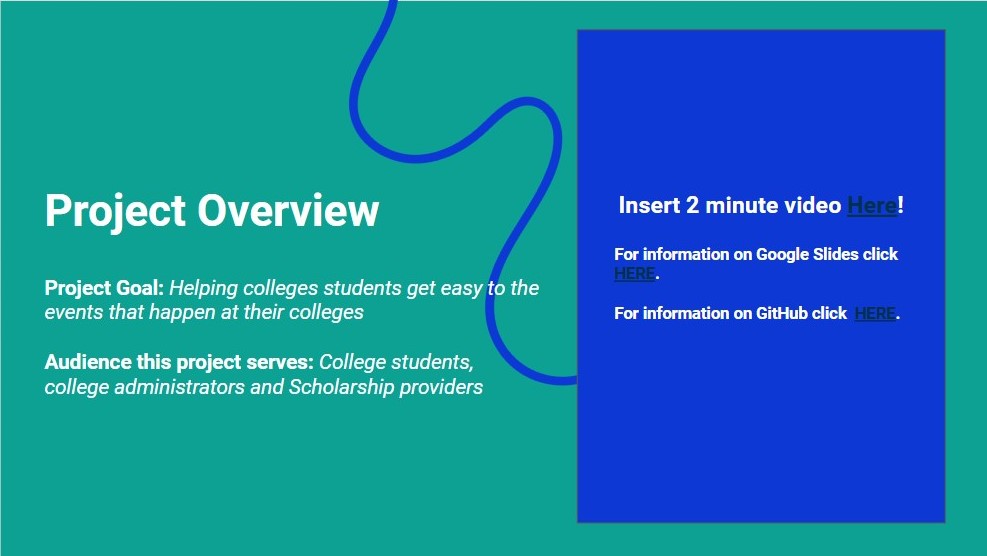 Project Overview
Project Goal: Helping colleges students get easy to the
events that happen at their colleges
Audience this project serves: College students,
college administrators and Scholarship providers
Insert 2 minute video Here!
For information on Google Slides click
HERE.
For information on GitHub click HERE.